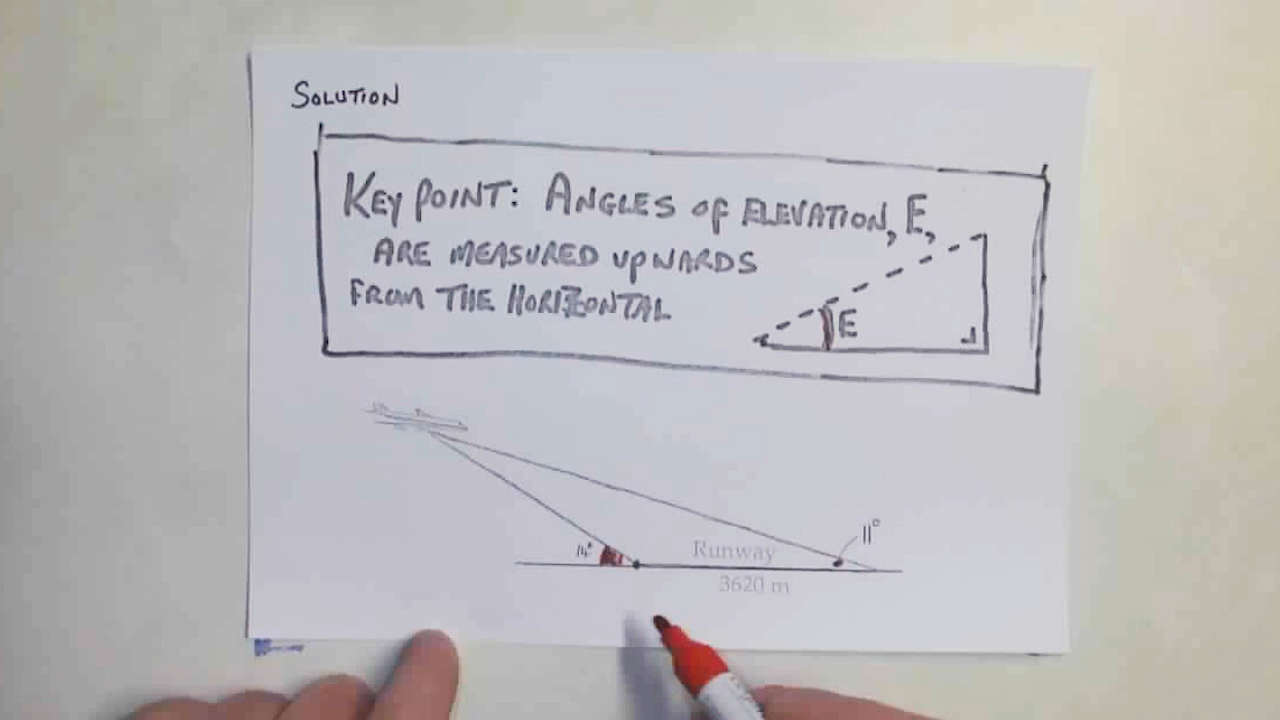 SOLUTION
KEY POINT: ANGLES OF ELEVATION, E,
ARE MEASURED UPWARDS
FROM THE HORIZONTAL
E
11°
14°
Runway
3620 m